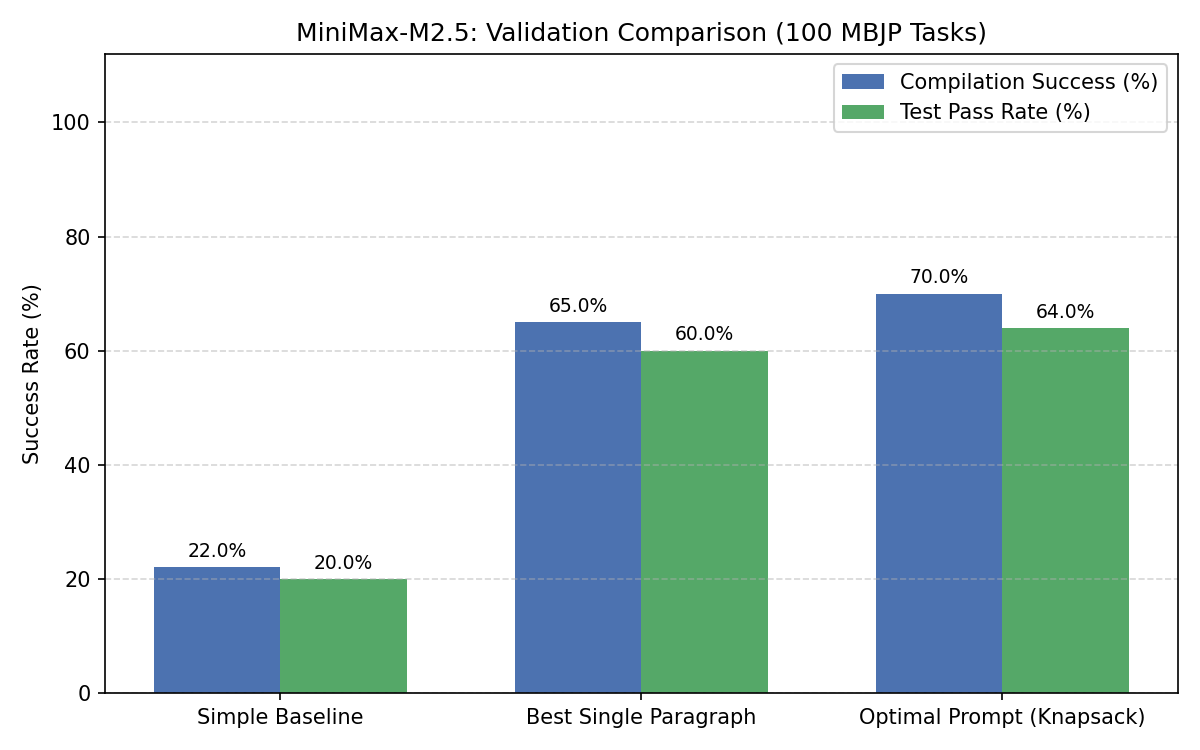 MiniMax-M2.5: Validation Comparison (100 MBJP Tasks)
Compilation Success (%)
Test Pass Rate (%)
Success Rate (%)
100
80
60
40
20
0
22.0%
20.0%
65.0%
60.0%
70.0%
64.0%
Simple Baseline
Best Single Paragraph
Optimal Prompt (Knapsack)